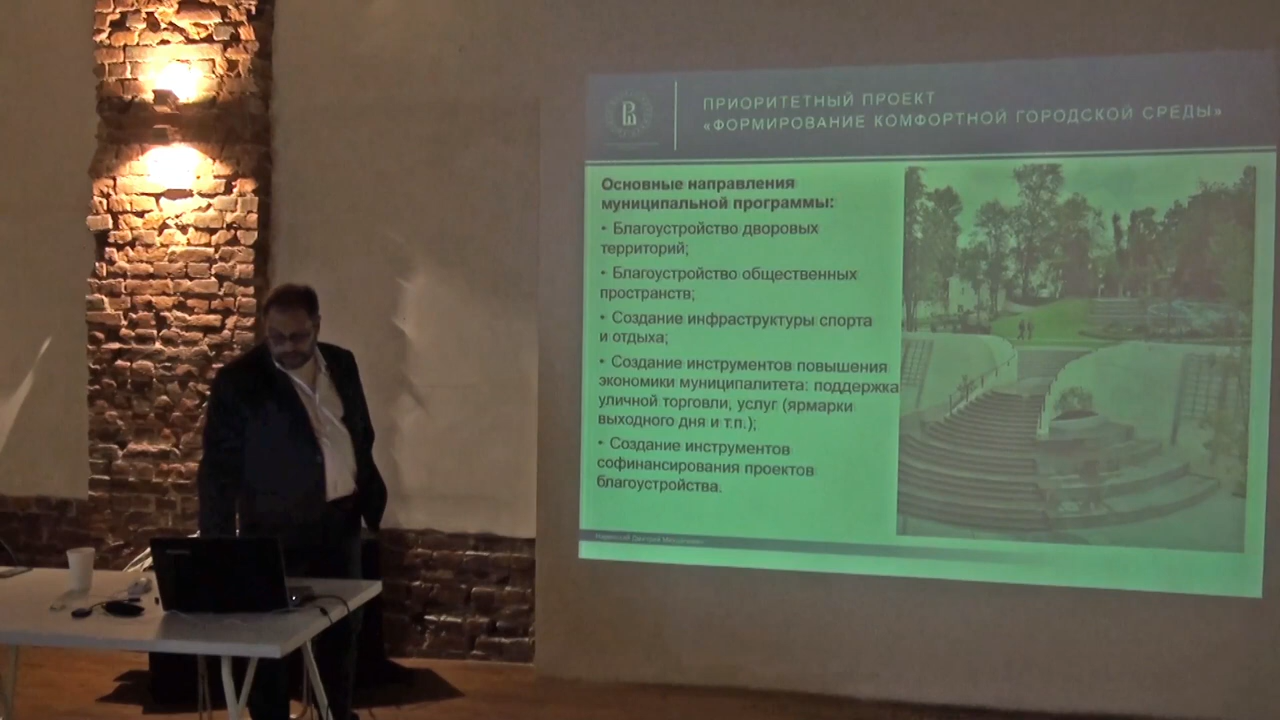 ПРИОРИТЕТНЫЙ ПРОЕКТ
«ФОРМИРОВАНИЕ КОМФОРТНОЙ ГОРОДСКОЙ СРЕДЫ»
Основные направления
муниципальной программы:
• Благоустройство дворовых
территорий;
• Благоустройство общественных
пространств;
• Создание инфраструктуры спорта
и отдыха;
• Создание инструментов повышения
экономики муниципалитета: поддержка
уличной торговли, услуг (ярмарки
выходного дня и т.п.);
• Создание инструментов
софинансирования проектов
благоустройства.